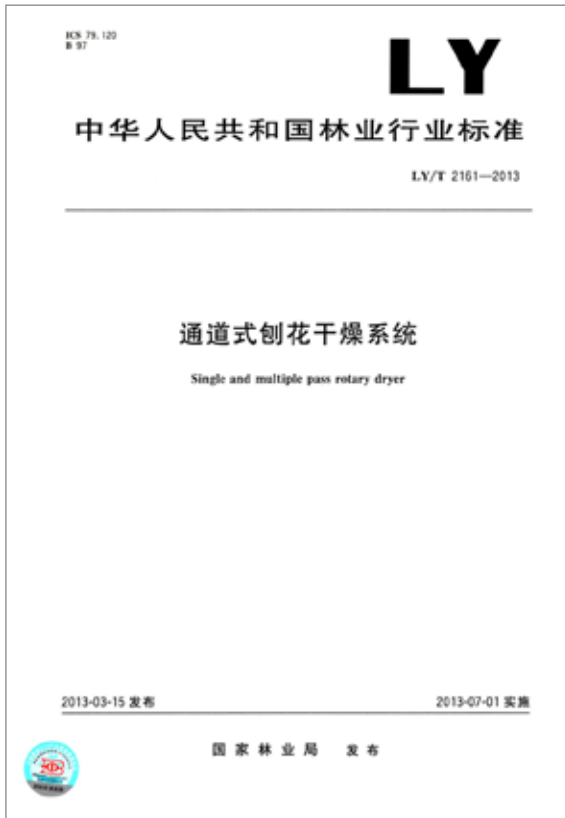 ICS 79.120
B 97
LY
中华人民共和国林业行业标准
LY/T 2161—2013
通道式刨花干燥系统
Single and multiple pass rotary dryer
2013-03-15 发布
2013-07-01 实施
国家林业局 发布